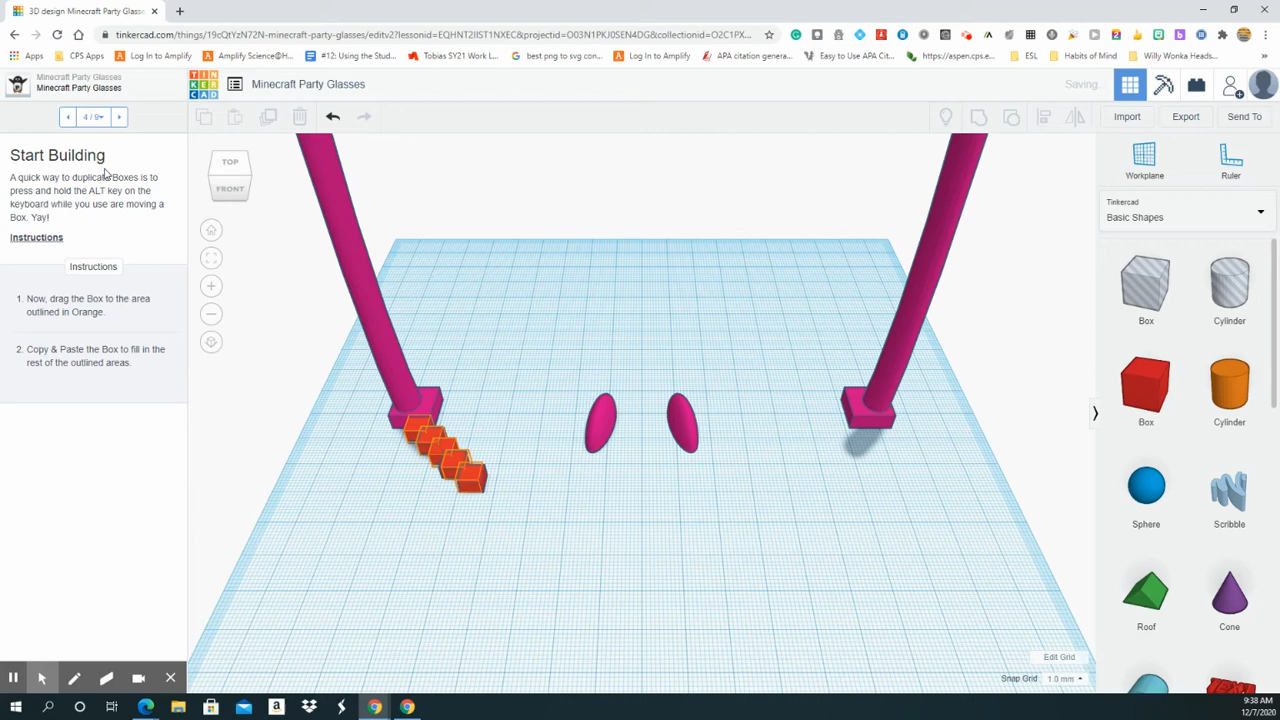 3D design Minecraft Party Glasses
tinkercad.com/things/19cQtYzN72N-minecraft-party-glasses/editv2?lessonid=EQHNT2IIST1NXEC&projectid=O03N1PKJ0NSEN4DG&collectionid=O2C1PX...
Apps
CPS Apps
Log In to Amplify
Amplify Science@H...
#12: Using the Stud...
Tobias SY21 Work...
best png to svg con...
Log In to Amplify
APA citation genera...
Easy to Use APA Cit...
https://aspen.cps.e...
ESL
Habits of Mind
Willy Wonka Heads...
Minecraft Party Glasses
Minecraft Party Glasses
TIN
KER
CAD
Minecraft Party Glasses
Saving...
4 / 9
Import
Export
Send To
Start Building
A quick way to duplicate Boxes is to
press and hold the ALT key on the
keyboard while you use are moving a
Box. Yay!
Instructions
Instructions
1. Now, drag the Box to the area
outlined in Orange.
2. Copy & Paste the Box to fill in the
rest of the outlined areas.
TOP
FRONT
Workplane
Ruler
Tinkercad
Basic Shapes
Box
Cylinder
Box
Cylinder
Sphere
Scribble
Roof
Cone
Edit Grid
Snap Grid 1.0 mm
9:38 AM
12/7/2020